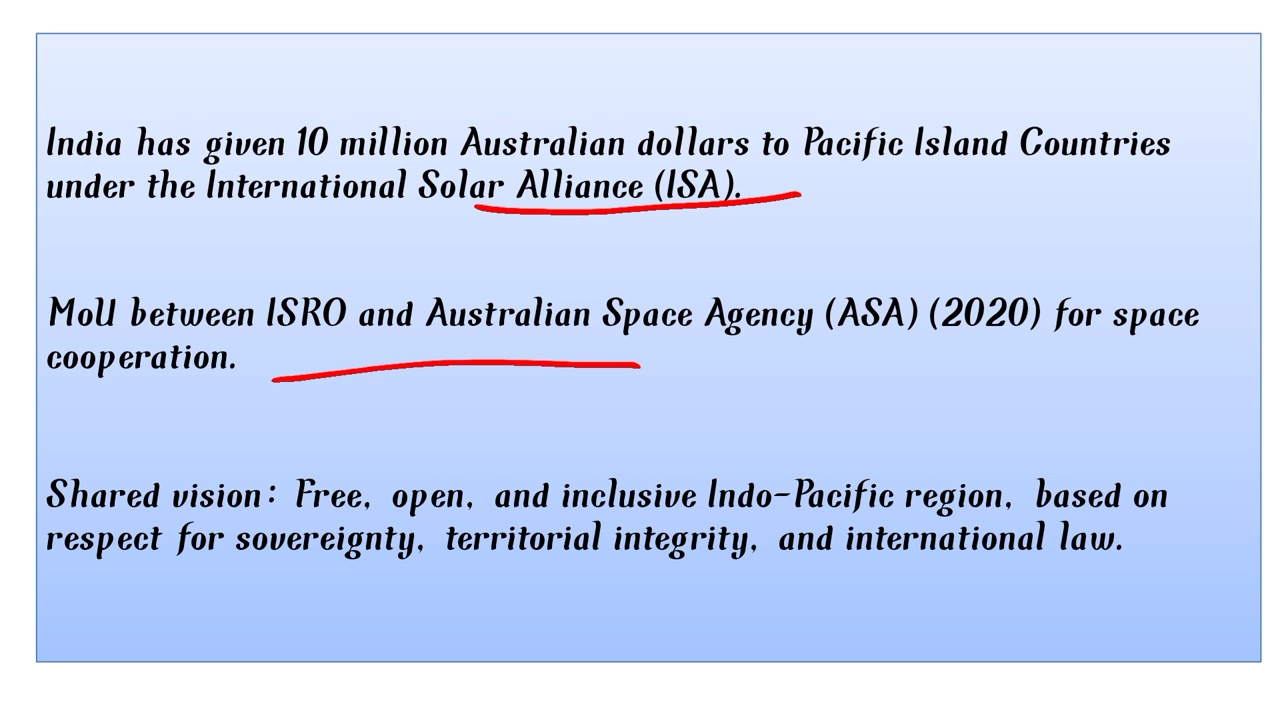 India has given 10 million Australian dollars to Pacific Island Countries
under the International Solar Alliance (ISA).
MoU between ISRO and Australian Space Agency (ASA) (2020) for space
cooperation.
Shared vision: Free, open, and inclusive Indo-Pacific region, based on
respect for sovereignty, territorial integrity, and international law.